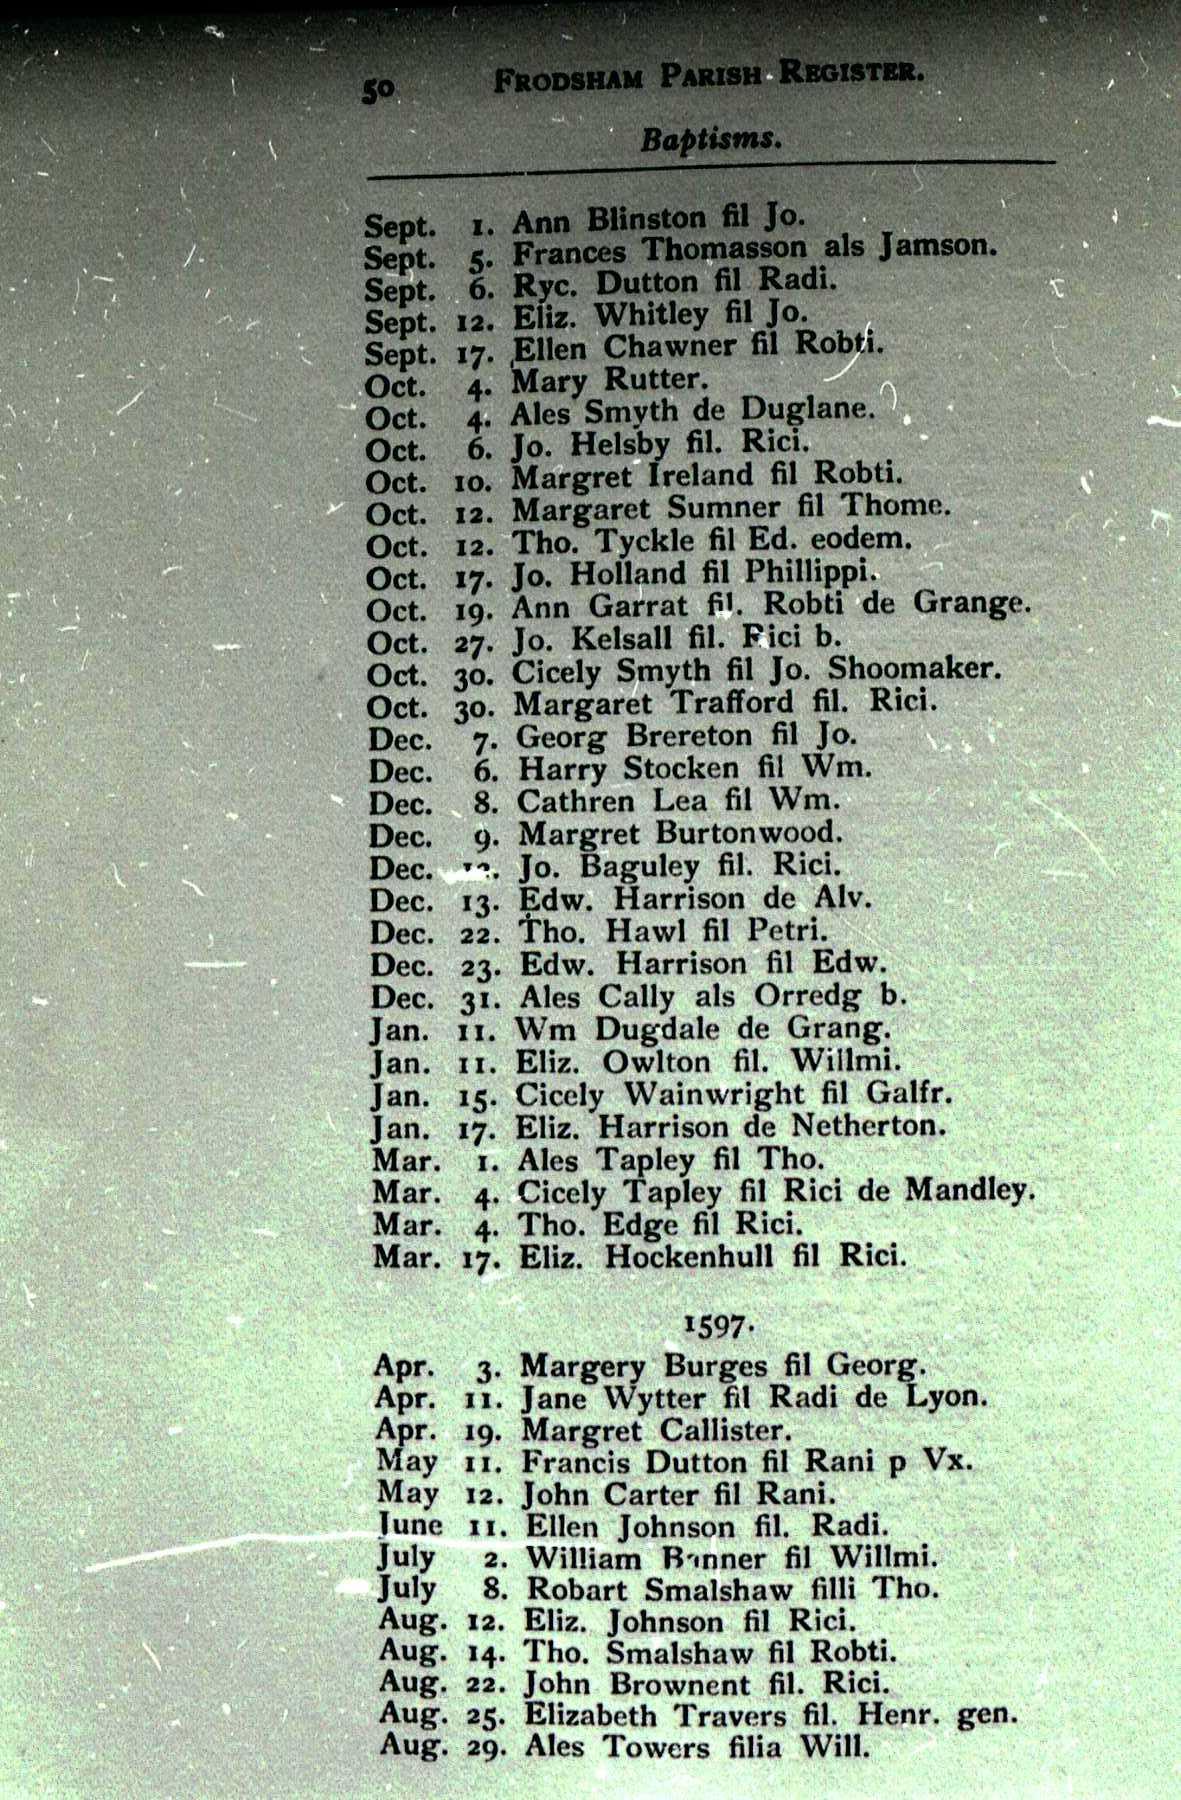 50 FRODSHAM PARISH REGISTER.
Baptisms.
Sept. 1. Ann Blinston fil Jo.
Sept. 5. Frances Thomasson als Jamson.
Sept. 6. Ryc. Dutton fil Radi.
Sept. 12. Eliz. Whitley fil Jo.
Sept. 17. Ellen Chawner fil Robti.
Oct. 4. Mary Rutter.
Oct. 4. Ales Smyth de Duglane.
Oct. 6. Jo. Helsby fil. Rici.
Oct. 10. Margret Ireland fil Robti.
Oct. 12. Margaret Sumner fil Thome.
Oct. 12. Tho. Tyckle fil Ed. eodem.
Oct. 17. Jo. Holland fil Phillippi.
Oct. 19. Ann Garrat fil. Robti de Grange.
Oct. 27. Jo. Kelsall fil. Rici b.
Oct. 30. Cicely Smyth fil Jo. Shoomaker.
Oct. 30. Margaret Trafford fil. Rici.
Dec. 7. Georg Brereton fil Jo.
Dec. 6. Harry Stocken fil Wm.
Dec. 8. Cathren Lea fil Wm.
Dec. 9. Margret Burtonwood.
Dec. Jo. Baguley fil. Rici.
Dec. 13. Edw. Harrison de Alv.
Dec. 22. Tho. Hawl fil Petri.
Dec. 23. Edw. Harrison fil Edw.
Dec. 31. Ales Cally als Orredg b.
Jan. 11. Wm Dugdale de Grang.
Jan. 11. Eliz. Owlton fil. Willmi.
Jan. 15. Cicely Wainwright fil Galfr.
Jan. 17. Eliz. Harrison de Netherton.
Mar. 1. Ales Tapley fil Tho.
Mar. 4. Cicely Tapley fil Rici de Mandley.
Mar. 4. Tho. Edge fil Rici.
Mar. 17. Eliz. Hockenhull fil Rici.
1597.
Apr. 3. Margery Burges fil Georg.
Apr. 11. Jane Wytter fil Radi de Lyon.
Apr. 19. Margret Callister.
May 11. Francis Dutton fil Rani p Vx.
May 12. John Carter fil Rani.
June 11. Ellen Johnson fil. Radi.
July 2. William Banner fil Willmi.
July 8. Robart Smalshaw filli Tho.
Aug. 12. Eliz. Johnson fil Rici.
Aug. 14. Tho. Smalshaw fil Robti.
Aug. 22. John Brownent fil. Rici.
Aug. 25. Elizabeth Travers fil. Henr. gen.
Aug. 29. Ales Towers filia Will.